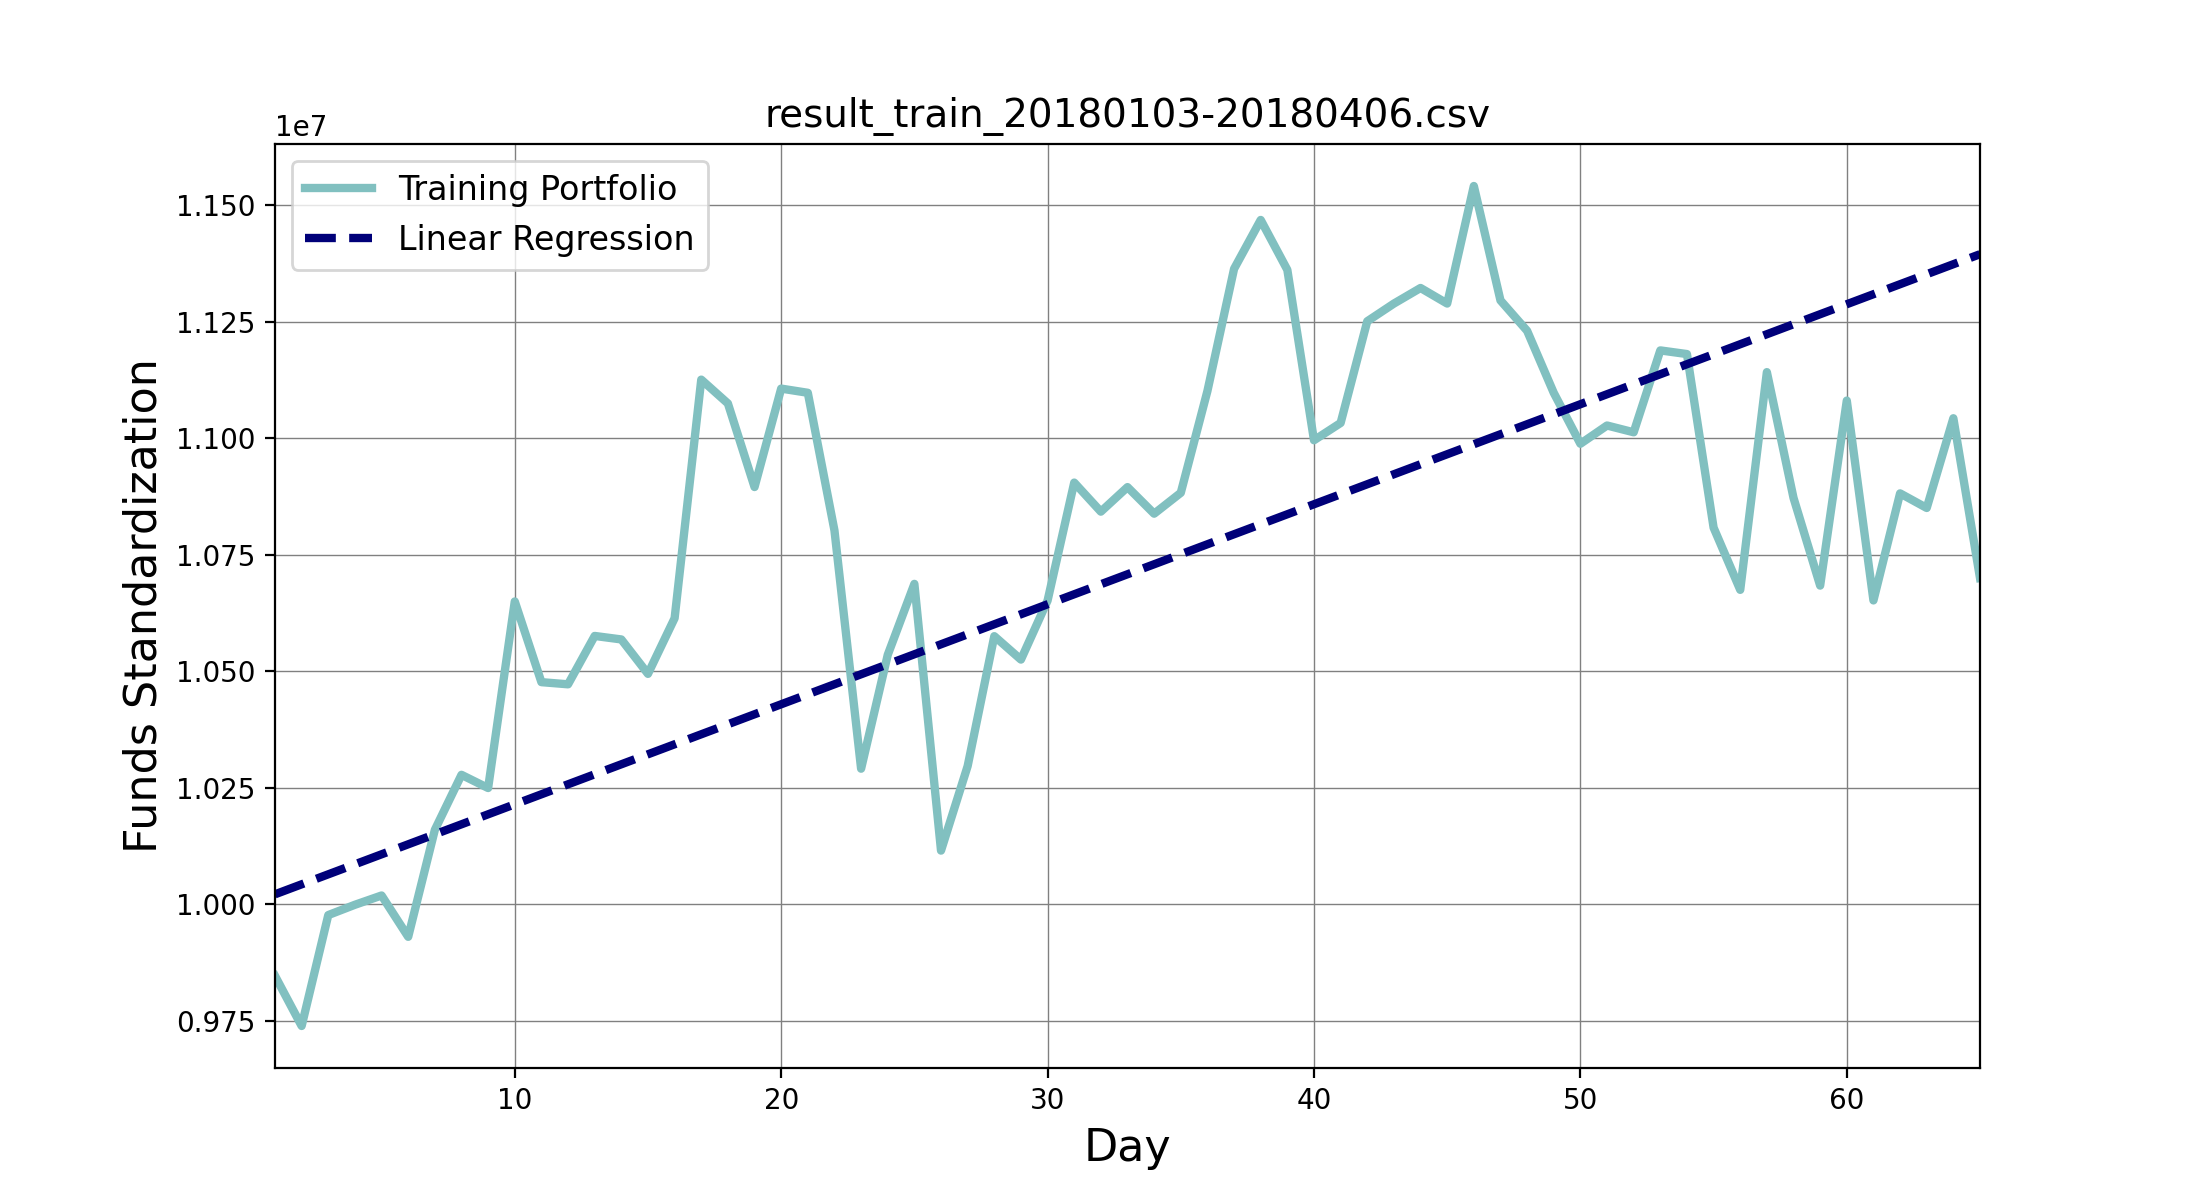 result_train_20180103-20180406.csv
1e7
Training Portfolio
Linear Regression
1.150
1.125
1.100
1.075
1.050
1.025
1.000
0.975
Funds Standardization
10 20 30 40 50 60
Day